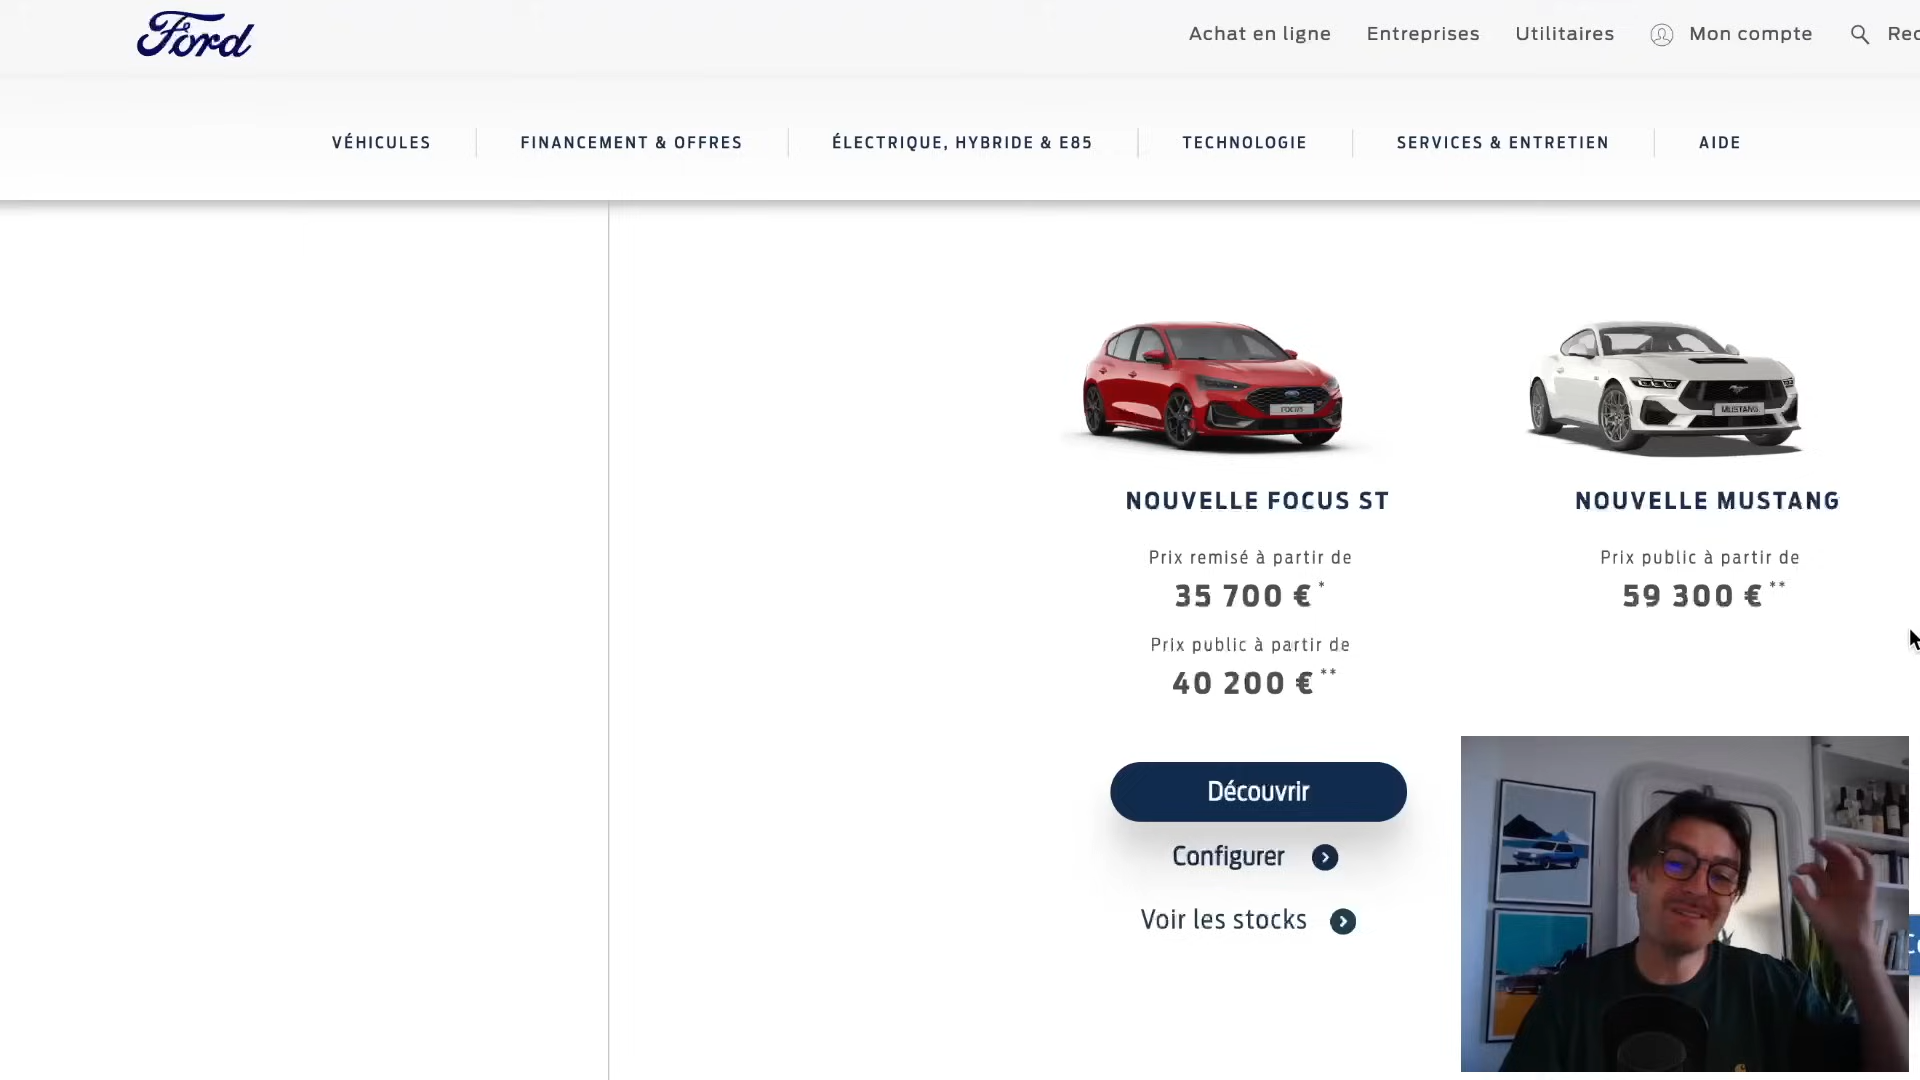 Ford
Achat en ligne
Entreprises
Utilitaires
Mon compte
VÉHICULES
FINANCEMENT & OFFRES
ÉLECTRIQUE, HYBRIDE & E85
TECHNOLOGIE
SERVICES & ENTRETIEN
AIDE
FOCUS
MUSTANG
NOUVELLE FOCUS ST
Prix remisé à partir de
35 700 € *
Prix public à partir de
40 200 € **
Découvrir
Configurer
Voir les stocks
NOUVELLE MUSTANG
Prix public à partir de
59 300 € **